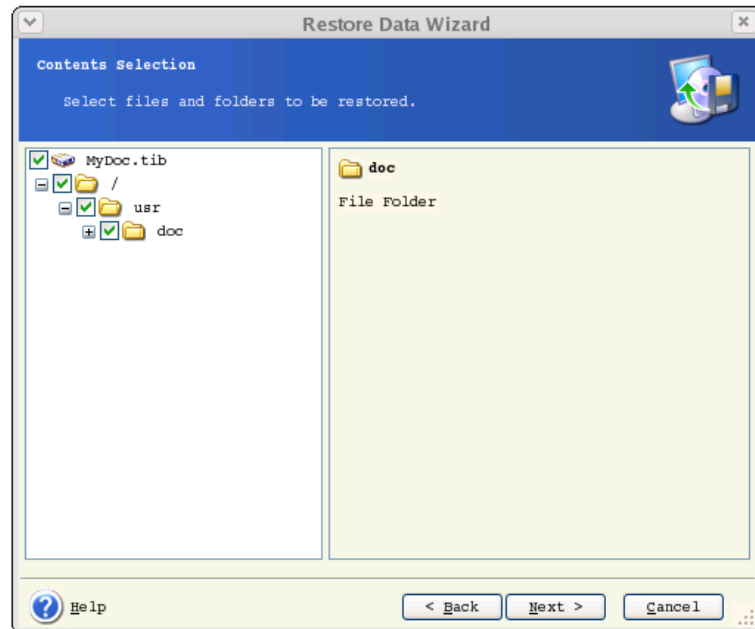 Restore Data Wizard
Contents Selection
Select files and folders to be restored.
MyDoc.tib
/
usr
doc
doc
File Folder
Help
< Back
Next >
Cancel